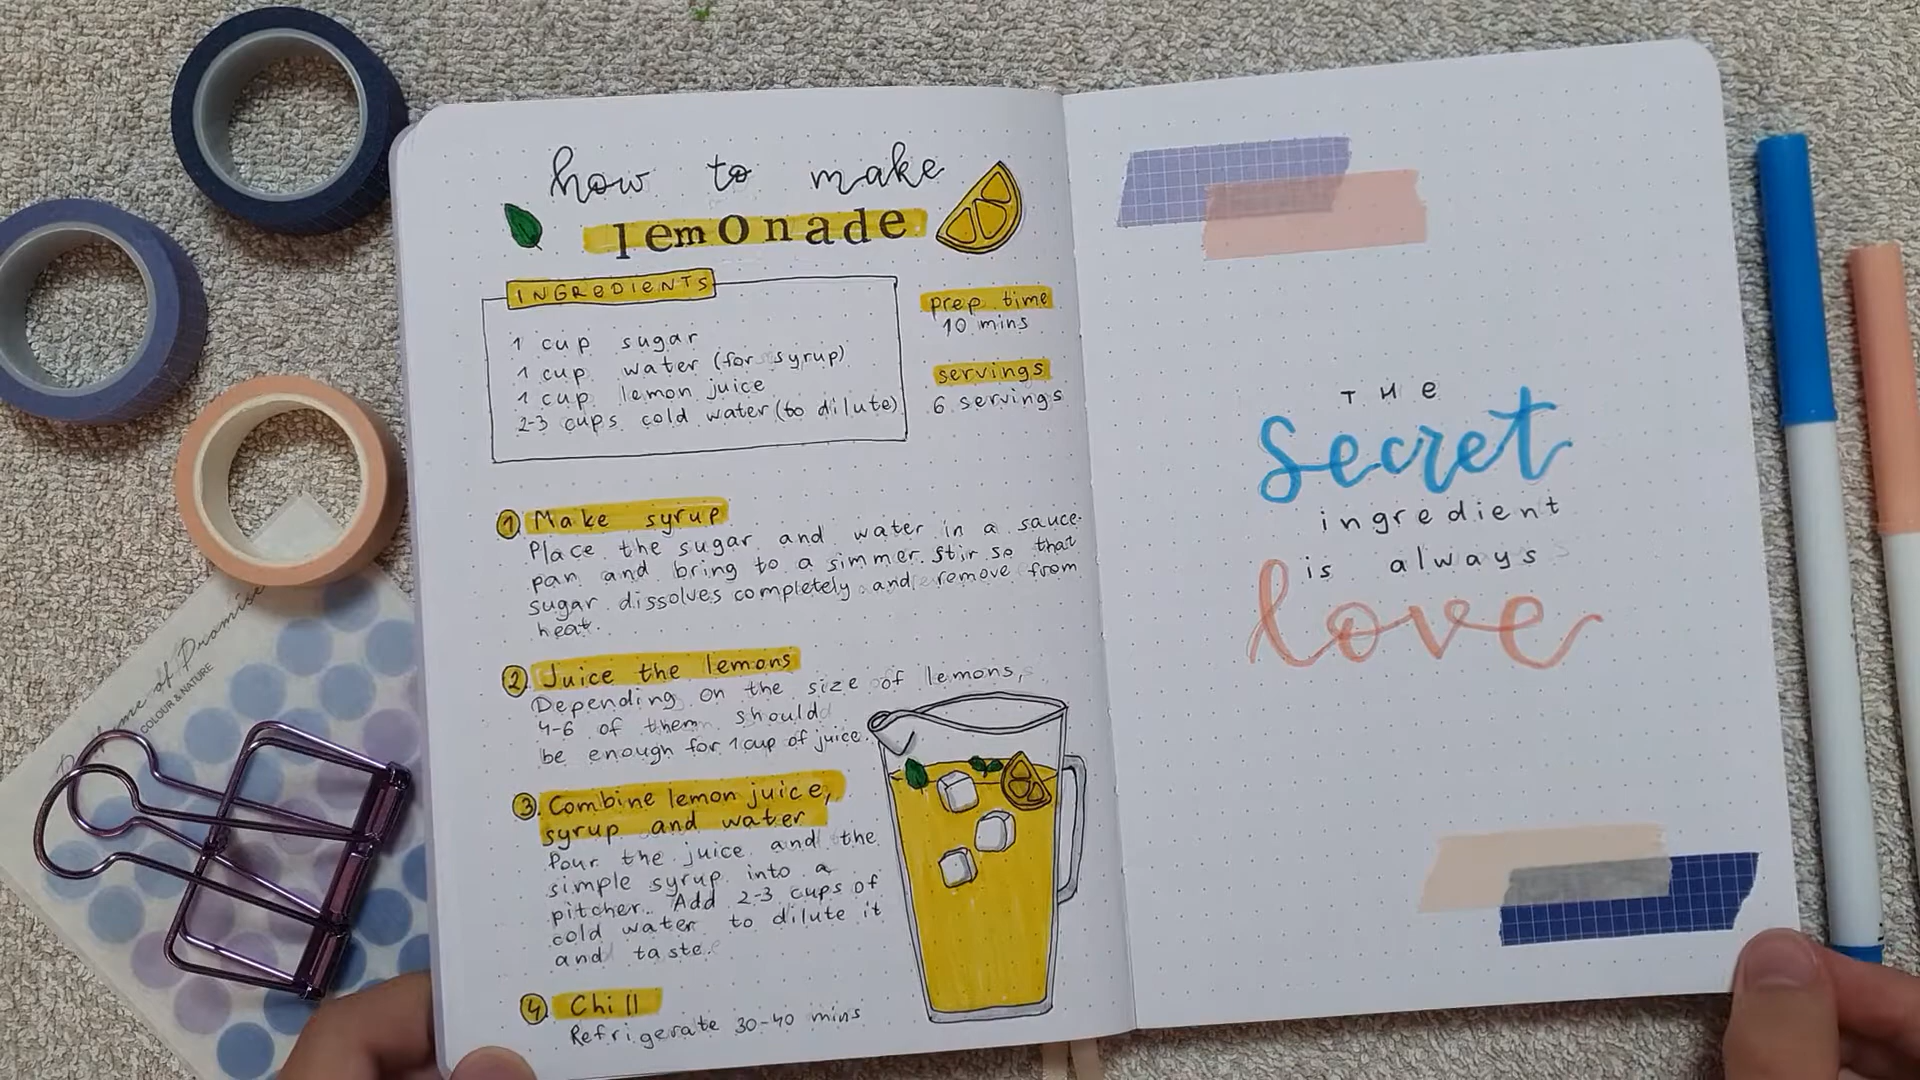 how to make
lemonade
INGREDIENTS
1 cup sugar
1 cup water (for syrup)
1 cup lemon juice
2-3 cups cold water (to dilute)
prep time
10 mins
servings
6 servings
1. Make syrup
Place the sugar and water in a sauce-
pan and bring to a simmer. Stir so that
sugar dissolves completely and remove from
heat.
2. Juice the lemons
Depending on the size of lemons,
4-6 of them should
be enough for 1 cup of juice.
3. Combine lemon juice,
syrup and water
Pour the juice and the
simple syrup into a
pitcher. Add 2-3 cups of
cold water to dilute it
and taste.
4. Chill
Refrigerate 30-40 mins
THE
secret
ingredient
is always
love
of Promise
COLOUR & NATURE